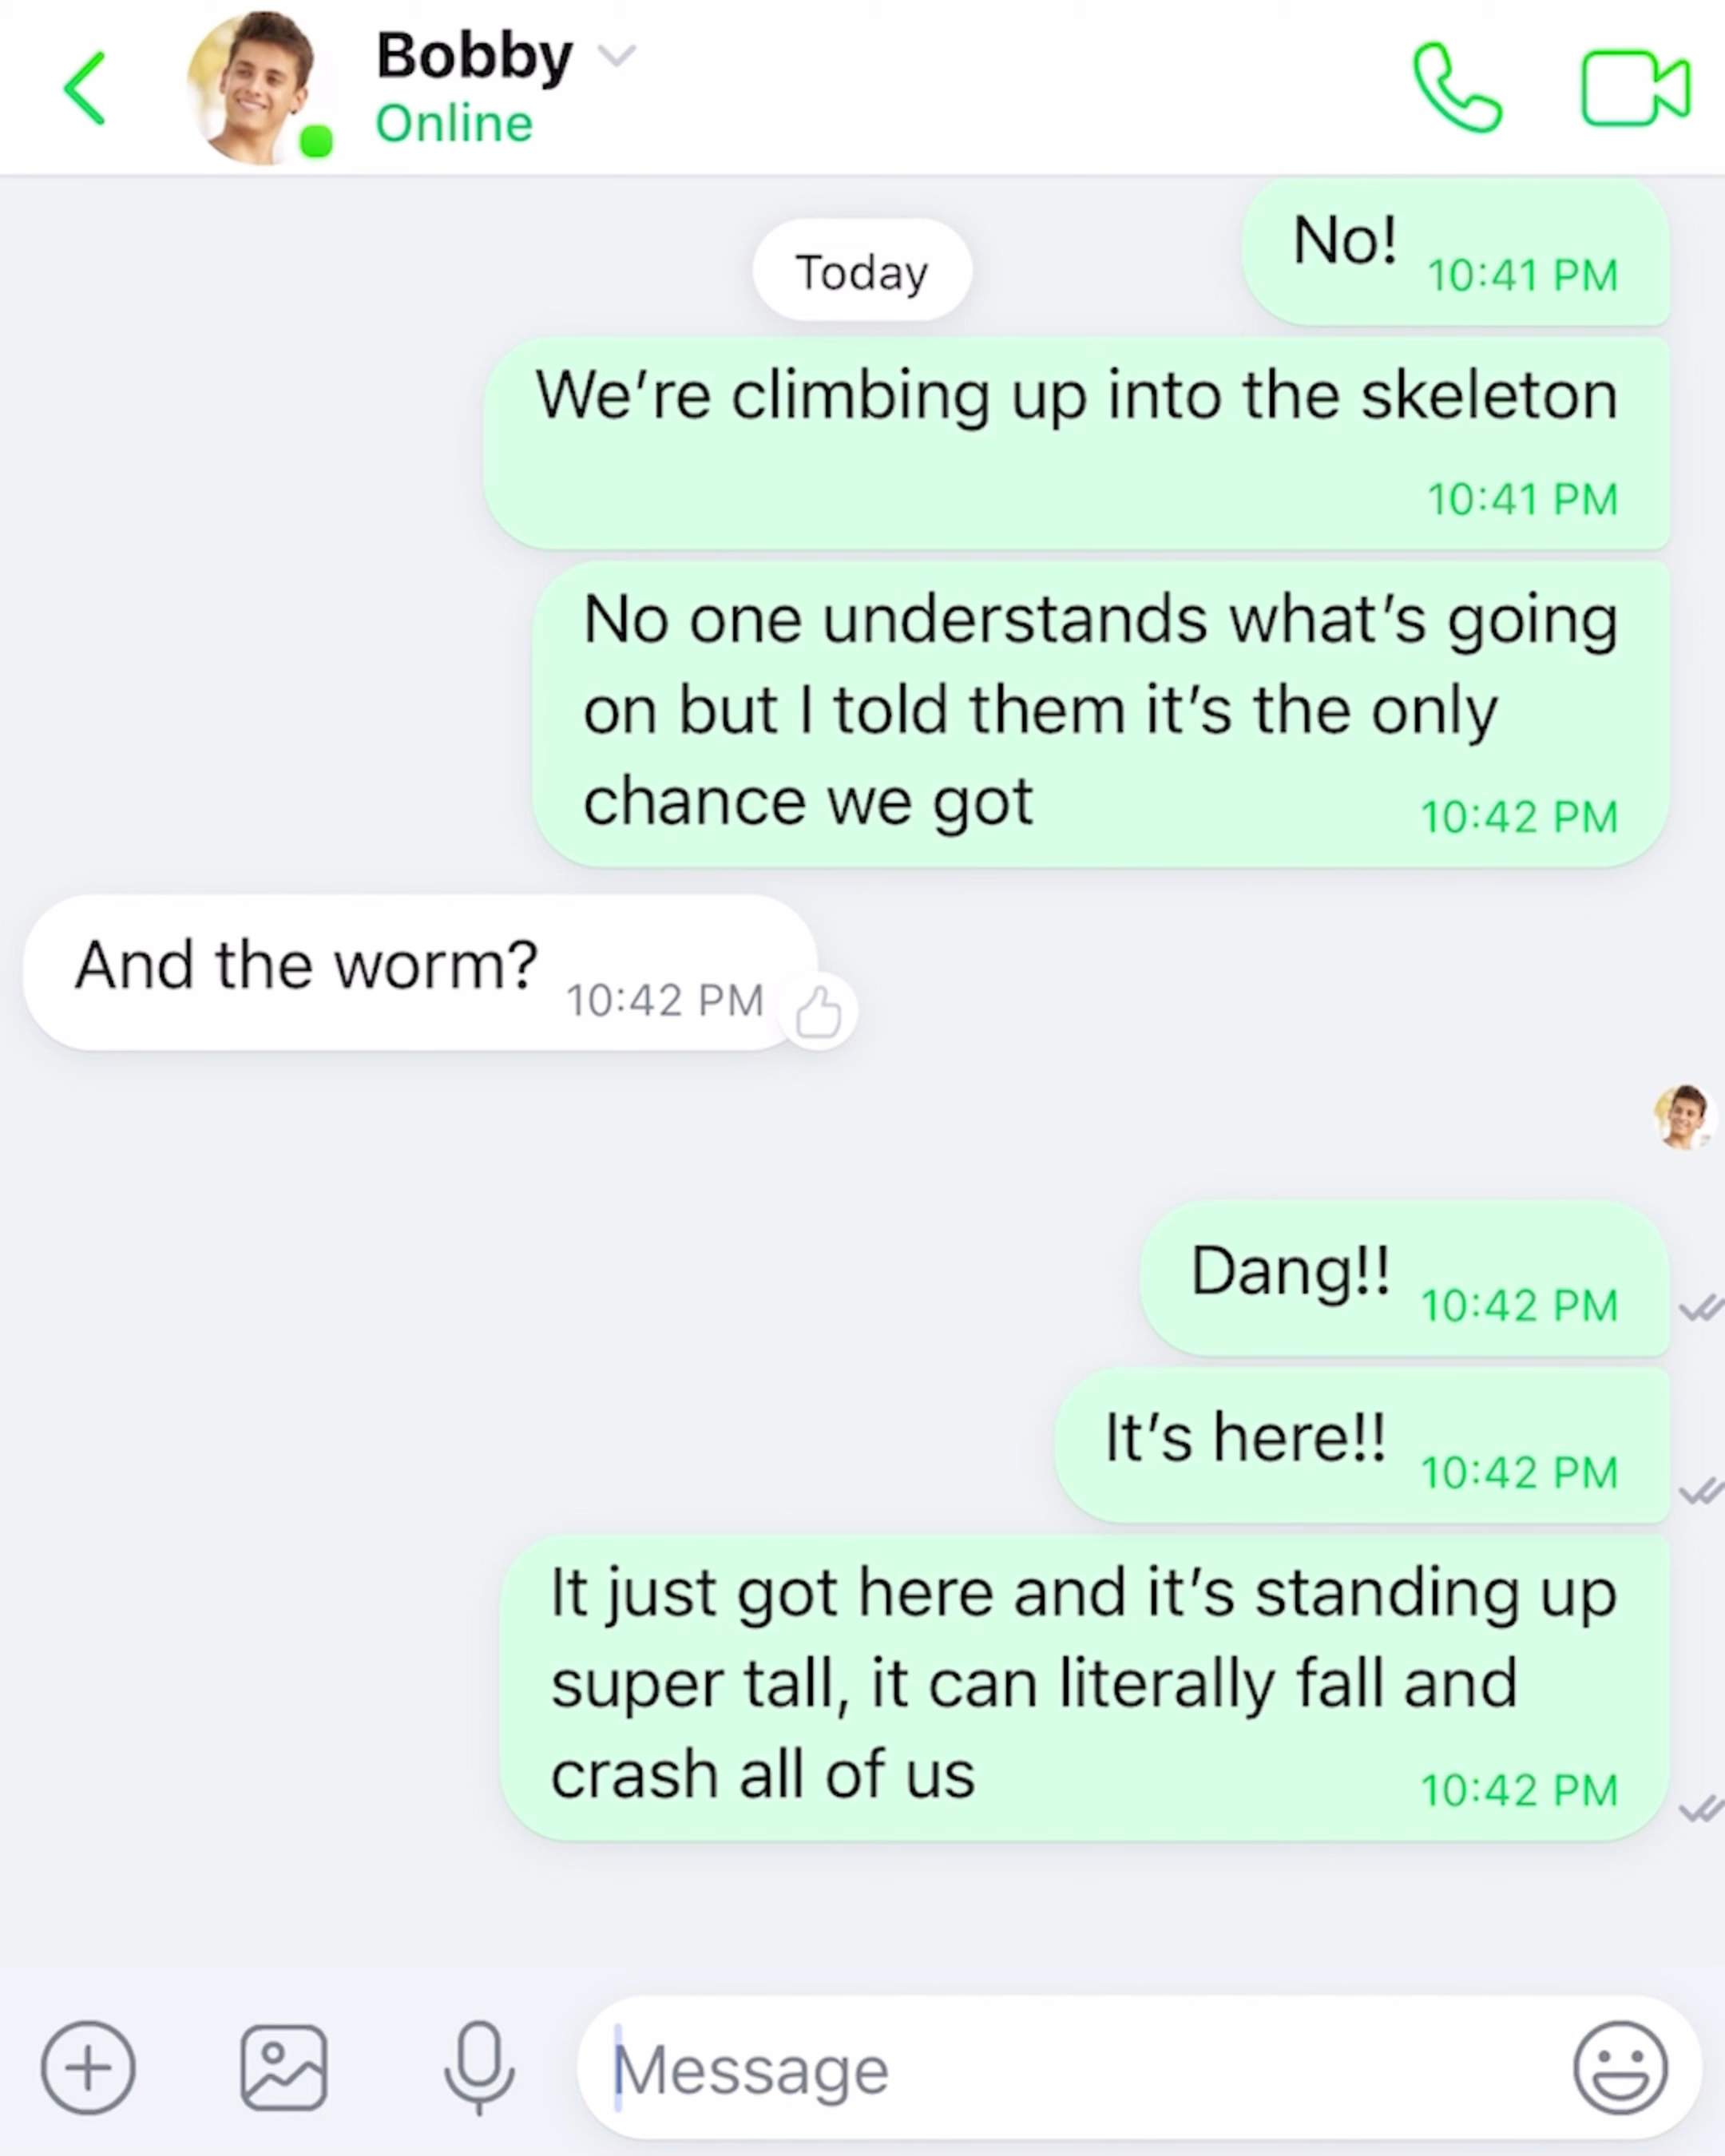 Bobby
Online
No!
10:41 PM
Today
We’re climbing up into the skeleton
10:41 PM
No one understands what’s going
on but I told them it’s the only
chance we got
10:42 PM
And the worm?
10:42 PM
Dang!!
10:42 PM
It’s here!!
10:42 PM
It just got here and it’s standing up
super tall, it can literally fall and
crash all of us
10:42 PM
Message